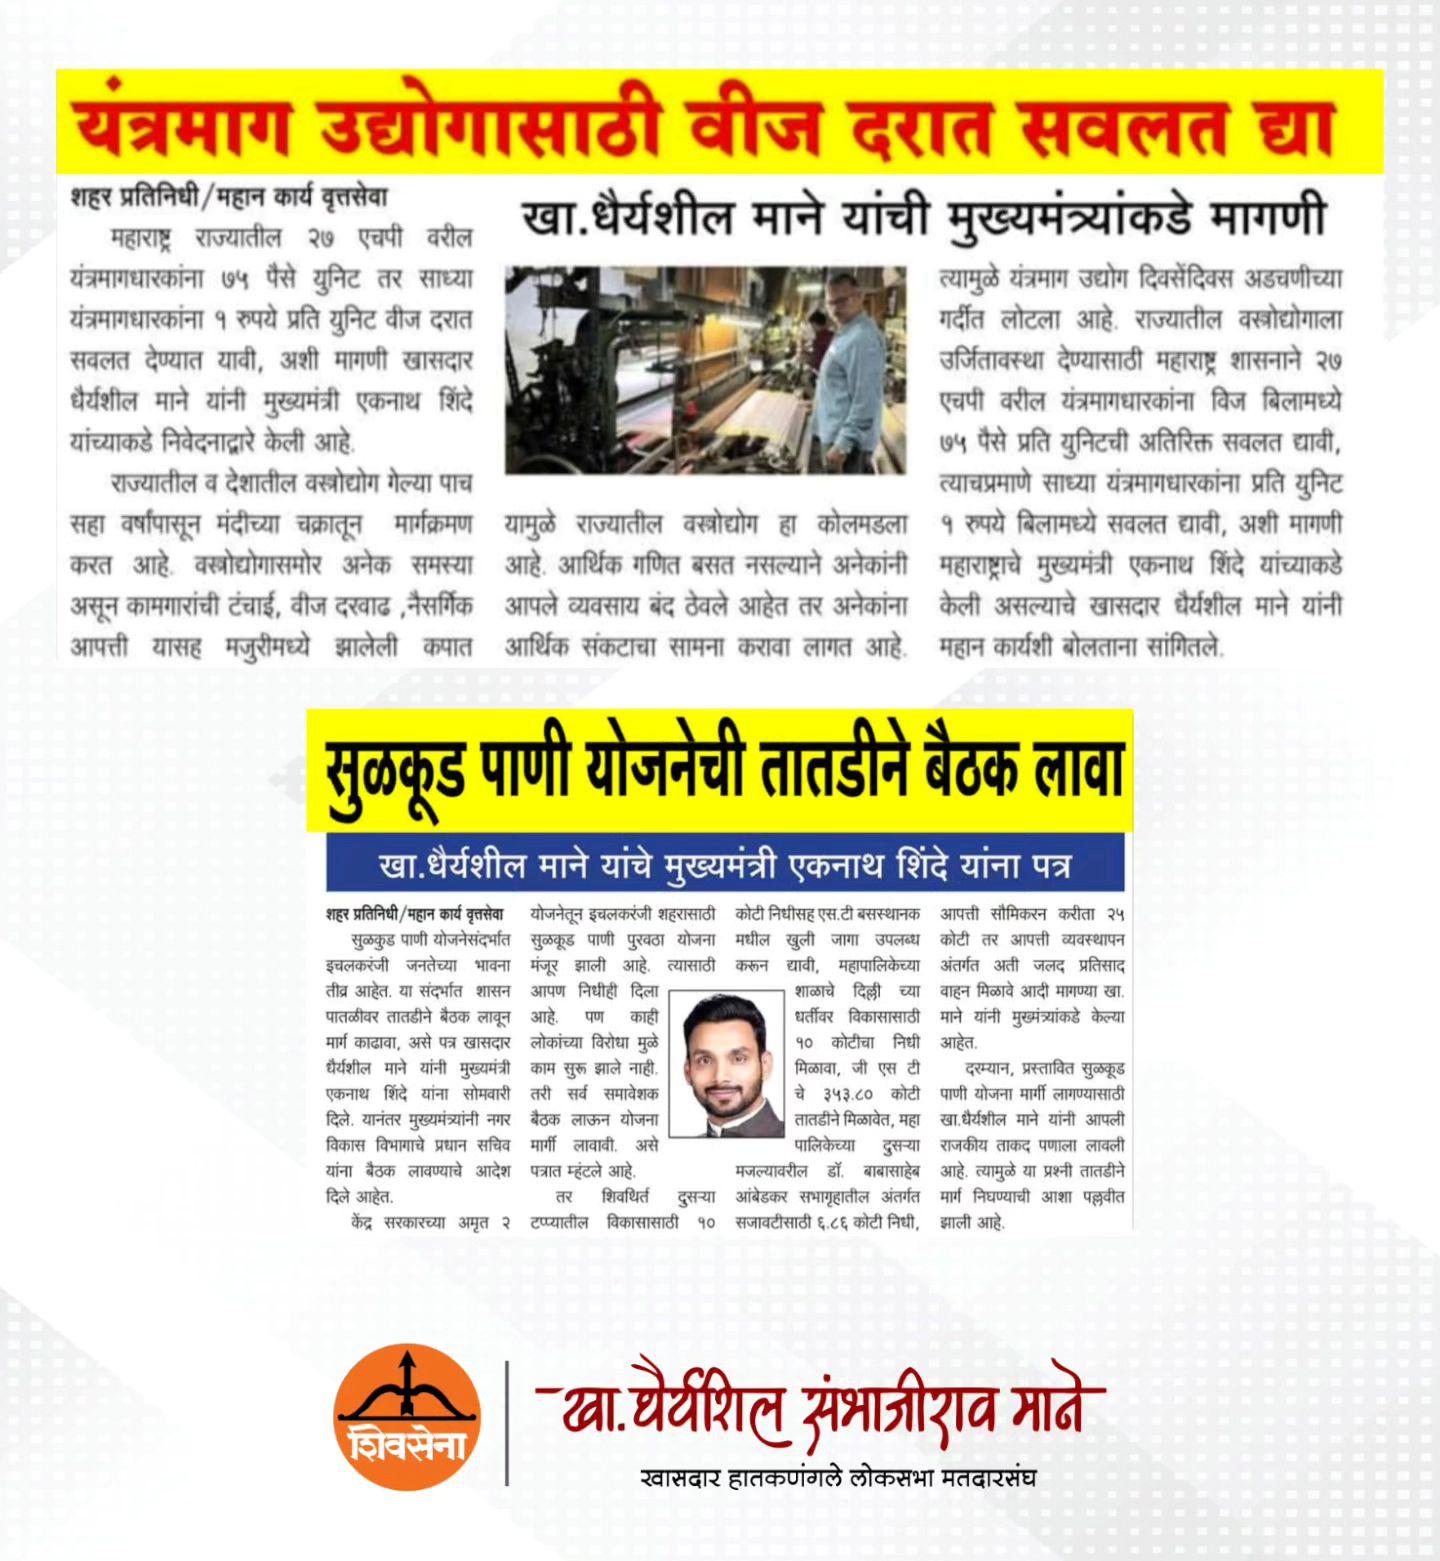 यंत्रमाग उद्योगासाठी वीज दरात सवलत द्या
शहर प्रतिनिधी/महान कार्य वृत्तसेवा
महाराष्ट्र राज्यातील २७ एचपी वरील
यंत्रमागधारकांना ७५ पैसे युनिट तर साध्या
यंत्रमागधारकांना १ रुपये प्रति युनिट वीज दरात
सवलत देण्यात यावी, अशी मागणी खासदार
धैर्यशील माने यांनी मुख्यमंत्री एकनाथ शिंदे
यांच्याकडे निवेदनाद्वारे केली आहे.
राज्यातील व देशातील वस्त्रोद्योग गेल्या पाच
सहा वर्षांपासून मंदीच्या चक्रातून मार्गक्रमण
करत आहे. वस्त्रोद्योगासमोर अनेक समस्या
असून कामगारांची टंचाई, वीज दरवाढ ,नैसर्गिक
आपत्ती यासह मजुरीमध्ये झालेली कपात
खा.धैर्यशील माने यांची मुख्यमंत्र्यांकडे मागणी
यामुळे राज्यातील वस्त्रोद्योग हा कोलमडला
आहे. आर्थिक गणित बसत नसल्याने अनेकांनी
आपले व्यवसाय बंद ठेवले आहेत तर अनेकांना
आर्थिक संकटाचा सामना करावा लागत आहे.
त्यामुळे यंत्रमाग उद्योग दिवसेंदिवस अडचणीच्या
गर्दीत लोटला आहे. राज्यातील वस्त्रोद्योगाला
उर्जितावस्था देण्यासाठी महाराष्ट्र शासनाने २७
एचपी वरील यंत्रमागधारकांना विज बिलामध्ये
७५ पैसे प्रति युनिटची अतिरिक्त सवलत द्यावी,
त्याचप्रमाणे साध्या यंत्रमागधारकांना प्रति युनिट
१ रुपये बिलामध्ये सवलत द्यावी, अशी मागणी
महाराष्ट्राचे मुख्यमंत्री एकनाथ शिंदे यांच्याकडे
केली असल्याचे खासदार धैर्यशील माने यांनी
महान कार्यशी बोलताना सांगितले.
सुळकूड पाणी योजनेची तातडीने बैठक लावा
खा.धैर्यशील माने यांचे मुख्यमंत्री एकनाथ शिंदे यांना पत्र
शहर प्रतिनिधी/महान कार्य वृत्तसेवा
सुळकुड पाणी योजनेसंदर्भात
इचलकरंजी जनतेच्या भावना
तीव्र आहेत. या संदर्भात शासन
पातळीवर तातडीने बैठक लावून
मार्ग काढावा, असे पत्र खासदार
धैर्यशील माने यांनी मुख्यमंत्री
एकनाथ शिंदे यांना सोमवारी
दिले. यानंतर मुख्यमंत्र्यांनी नगर
विकास विभागाचे प्रधान सचिव
यांना बैठक लावण्याचे आदेश
दिले आहेत.
केंद्र सरकारच्या अमृत २
योजनेतून इचलकरंजी शहरासाठी
सुळकूड पाणी पुरवठा योजना
मंजूर झाली आहे. त्यासाठी
आपण निधीही दिला
आहे. पण काही
लोकांच्या विरोधा मुळे
काम सुरू झाले नाही.
तरी सर्व समावेशक
बैठक लाऊन योजना
मार्गी लावावी. असे
पत्रात म्हंटले आहे.
तर शिवथिर्त दुसऱ्या
टप्प्यातील विकासासाठी १०
कोटी निधीसह एस.टी बसस्थानक
मधील खुली जागा उपलब्ध
करून द्यावी, महापालिकेच्या
शाळाचे दिल्ली च्या
धर्तीवर विकासासाठी
१० कोटीचा निधी
मिळावा, जी एस टी
चे ३५३.८० कोटी
तातडीने मिळावेत, महा
पालिकेच्या दुसऱ्या
मजल्यावरील डॉ. बाबासाहेब
आंबेडकर सभागृहातील अंतर्गत
सजावटीसाठी ६.८६ कोटी निधी,
आपत्ती सौमिकरन करीता २५
कोटी तर आपत्ती व्यवस्थापन
अंतर्गत अती जलद प्रतिसाद
वाहन मिळावे आदी मागण्या खा.
माने यांनी मुख्मंत्र्यांकडे केल्या
आहेत.
दरम्यान, प्रस्तावित सुळकूड
पाणी योजना मार्गी लागण्यासाठी
खा.धैर्यशील माने यांनी आपली
राजकीय ताकद पणाला लावली
आहे. त्यामुळे या प्रश्नी तातडीने
मार्ग निघण्याची आशा पल्लवीत
झाली आहे.
शिवसेना
खा.धैर्यशिल संभाजीराव माने
खासदार हातकणंगले लोकसभा मतदारसंघ